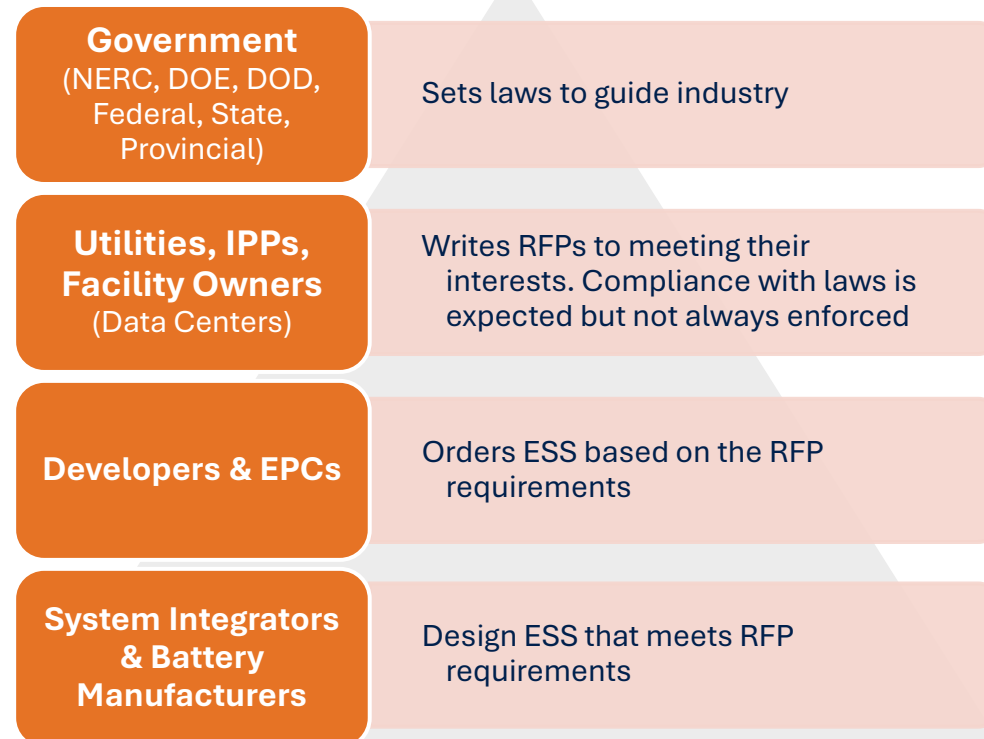 Government
(NERC, DOE, DOD,
Federal, State,
Provincial)
Sets laws to guide industry
Utilities, IPPs,
Facility Owners
(Data Centers)
Writes RFPs to meeting their
interests. Compliance with laws is
expected but not always enforced
Developers & EPCs
Orders ESS based on the RFP
requirements
System Integrators
& Battery
Manufacturers
Design ESS that meets RFP
requirements